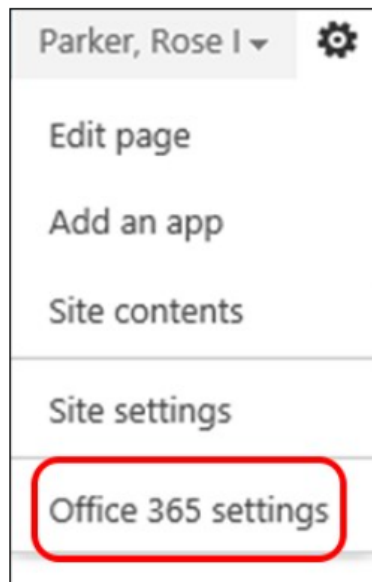 Parker, Rose I
Edit page
Add an app
Site contents
Site settings
Office 365 settings